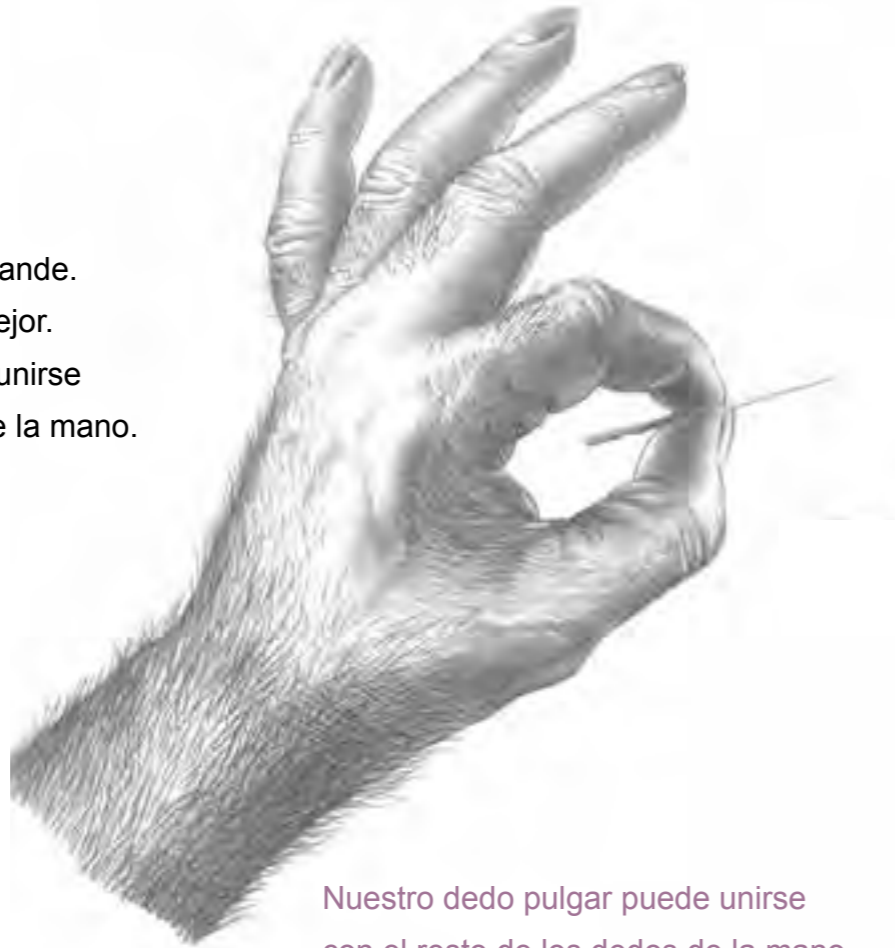 ande.
ejor.
unirse
e la mano.
Nuestro dedo pulgar puede unirse
con el resto de los dedos de la mano